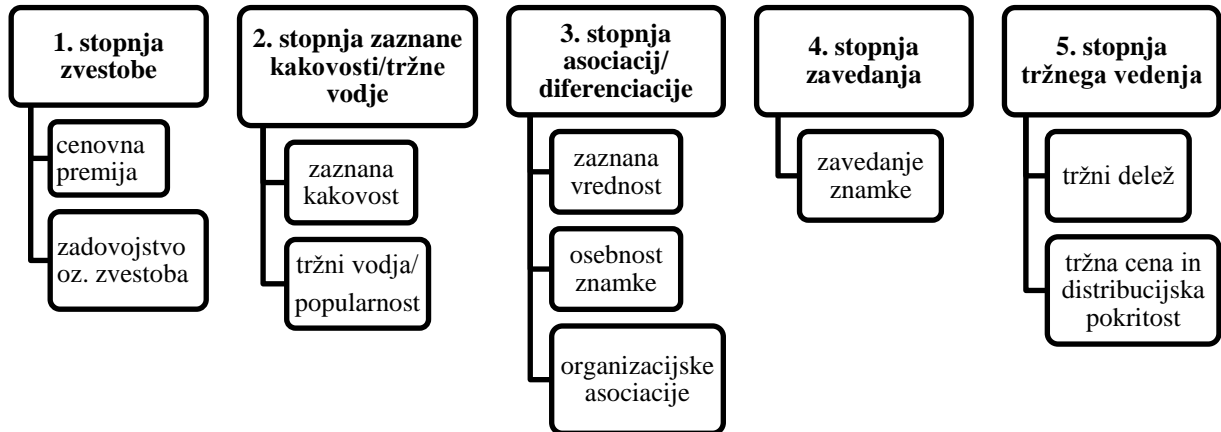 1. stopnja
zvestobe
cenovna
premija
zadovojstvo
oz. zvestoba
2. stopnja zaznane
kakovosti/tržne
vodje
zaznana
kakovost
tržni vodja/
popularnost
3. stopnja
asociacij/
diferenciacije
zaznana
vrednost
osebnost
znamke
organizacijske
asociacije
4. stopnja
zavedanja
zavedanje
znamke
5. stopnja
tržnega vedenja
tržni delež
tržna cena in
distribucijska
pokritost